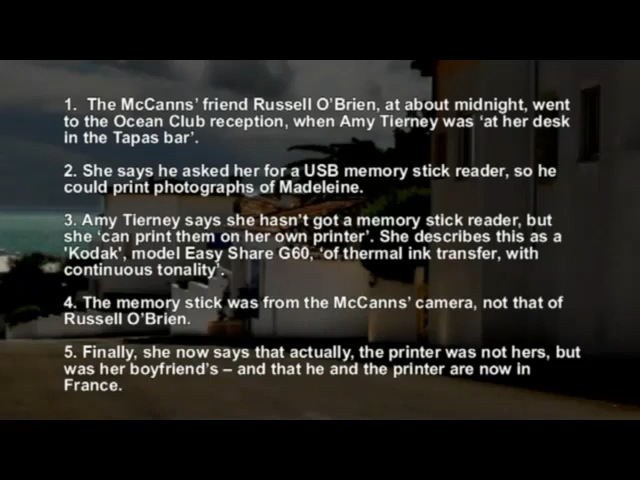 1.  The McCanns’ friend Russell O’Brien, at about midnight, went
to the Ocean Club reception, when Amy Tierney was ‘at her desk
in the Tapas bar’.
2. She says he asked her for a USB memory stick reader, so he
could print photographs of Madeleine.
3. Amy Tierney says she hasn’t got a memory stick reader, but
she ‘can print them on her own printer’. She describes this as a
'Kodak', model Easy Share G60, ‘of thermal ink transfer, with
continuous tonality’.
4. The memory stick was from the McCanns’ camera, not that of
Russell O’Brien.
5. Finally, she now says that actually, the printer was not hers, but
was her boyfriend’s – and that he and the printer are now in
France.